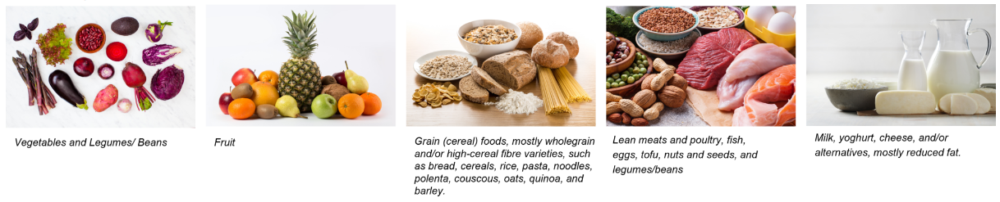 Vegetables and Legumes/ Beans
Fruit
Grain (cereal) foods, mostly wholegrain
and/or high-cereal fibre varieties, such
as bread, cereals, rice, pasta, noodles,
polenta, couscous, oats, quinoa, and
barley.
Lean meats and poultry, fish,
eggs, tofu, nuts and seeds, and
legumes/beans
Milk, yoghurt, cheese, and/or
alternatives, mostly reduced fat.